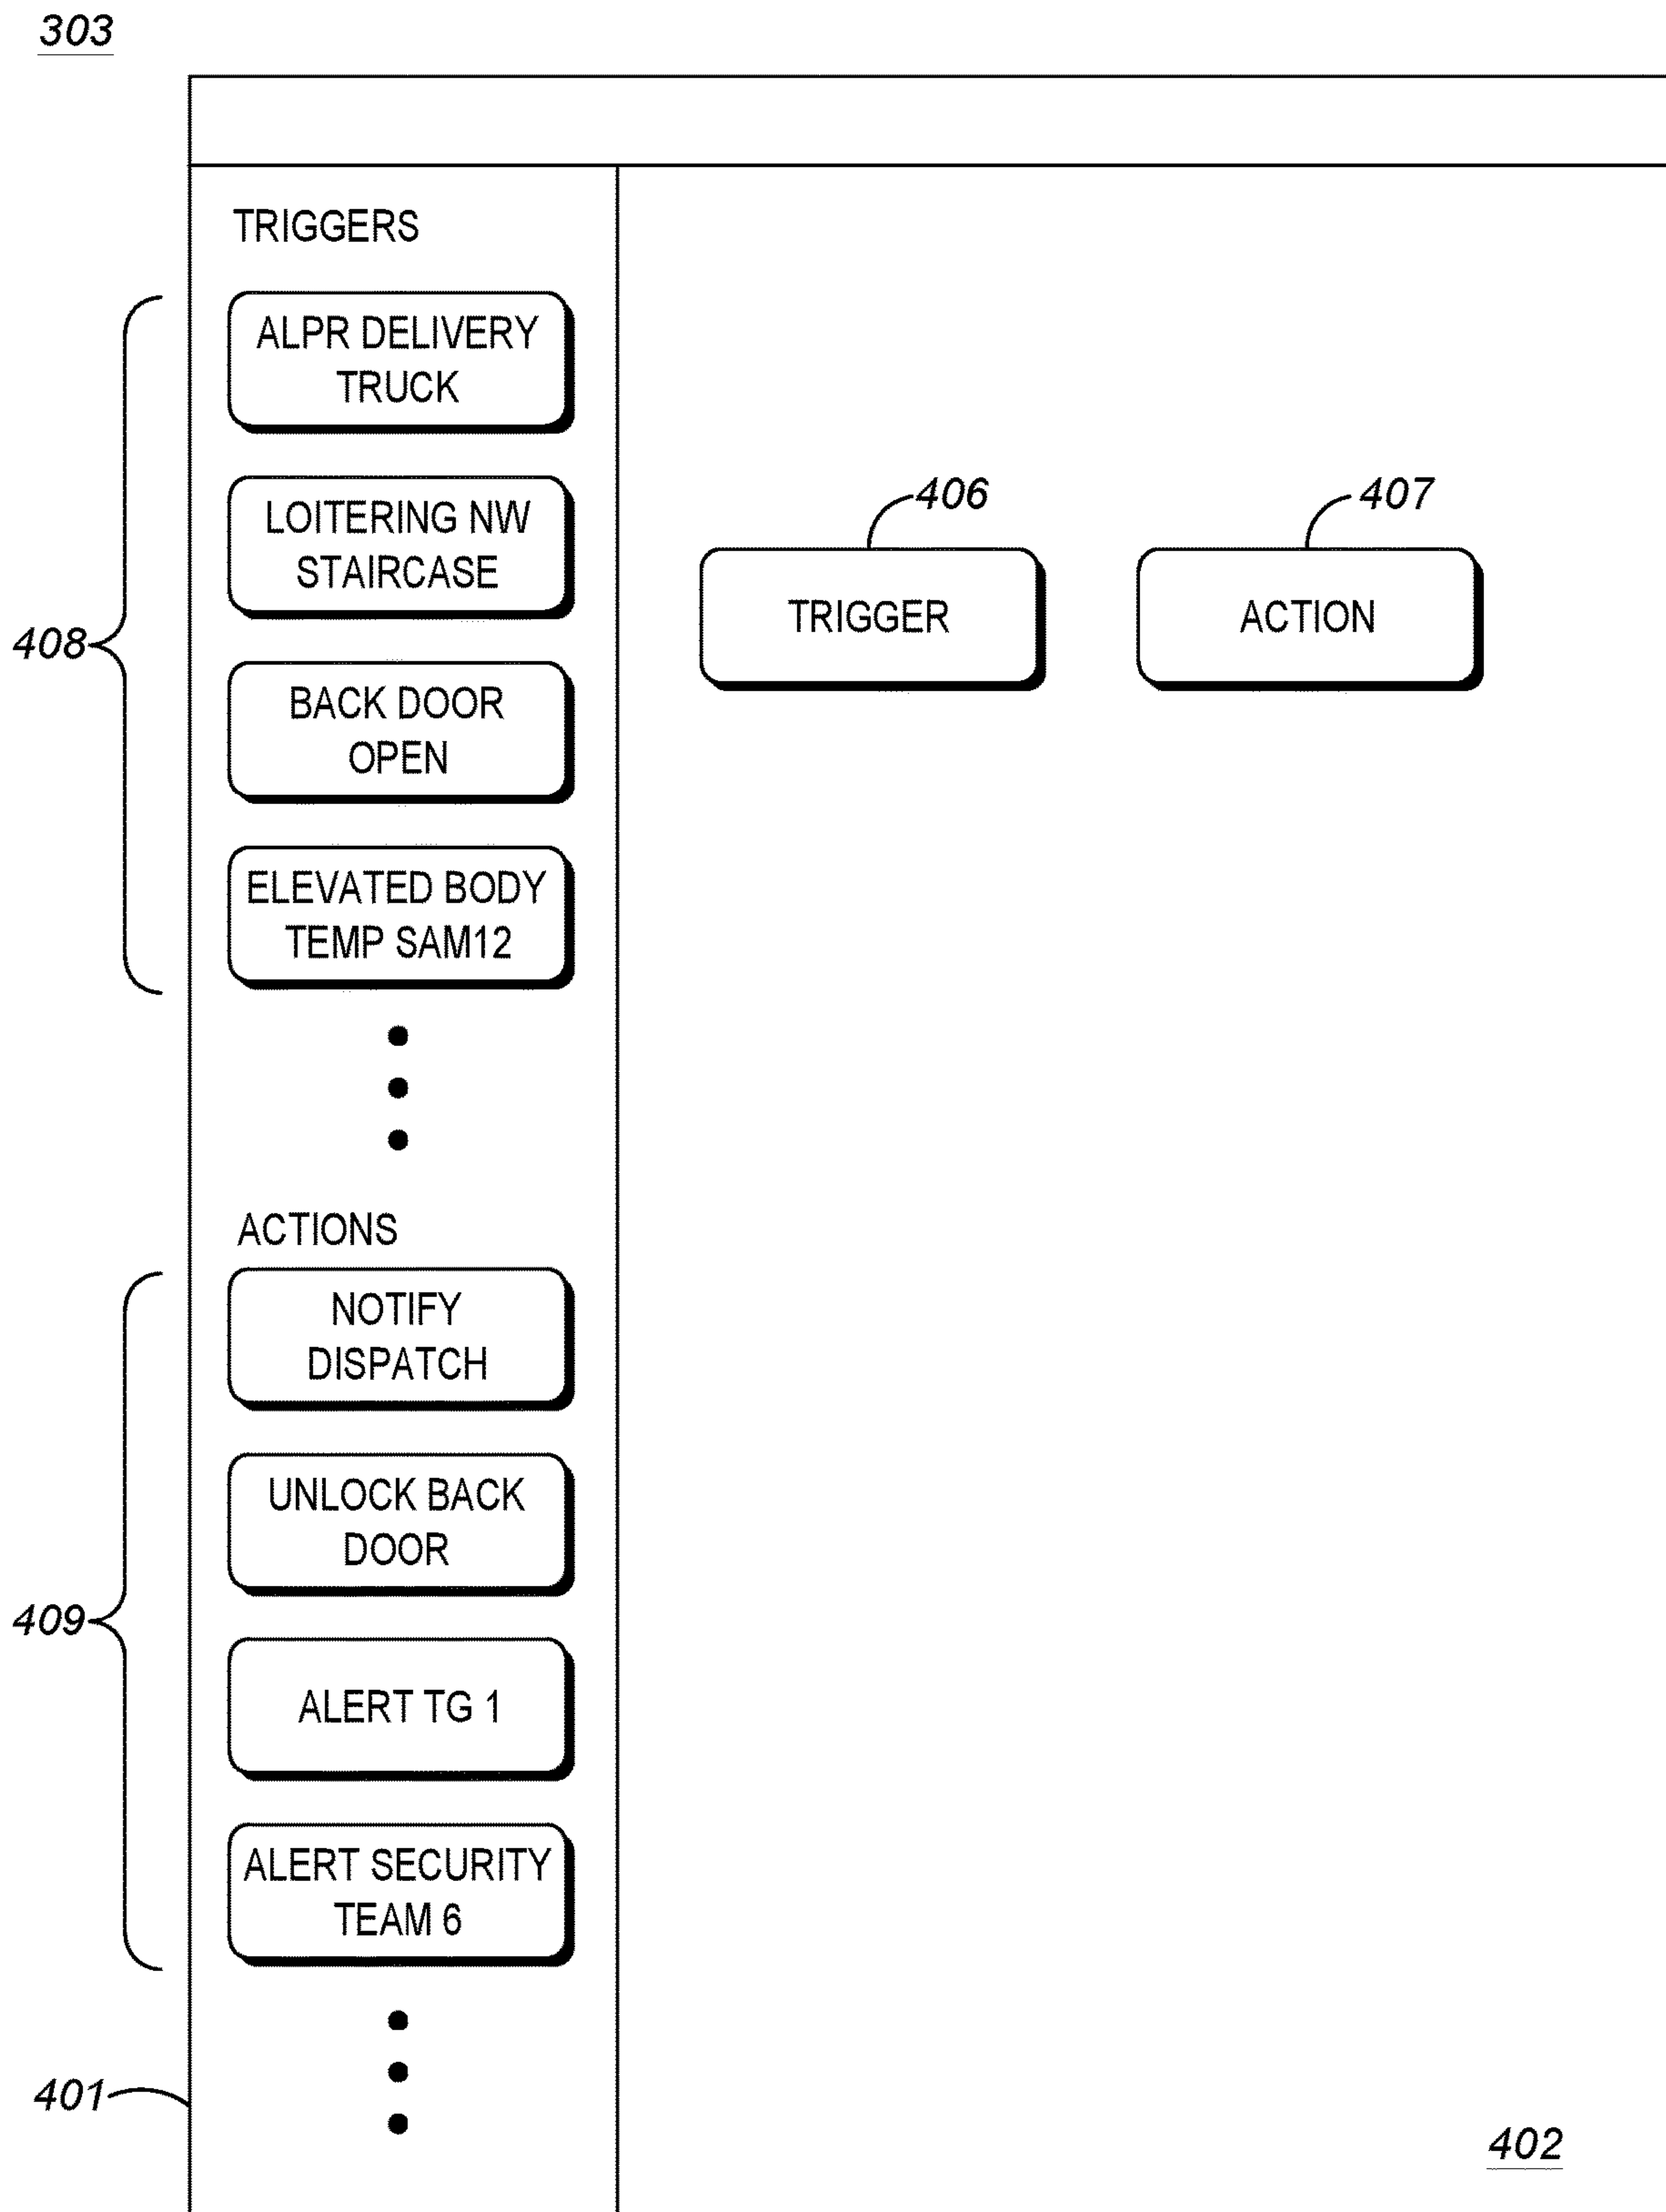 303
TRIGGERS
ALPR DELIVERY
TRUCK
LOITERING NW
STAIRCASE
BACK DOOR
OPEN
ELEVATED BODY
TEMP SAM12
408
406
407
TRIGGER
ACTION
ACTIONS
NOTIFY
DISPATCH
UNLOCK BACK
DOOR
ALERT TG 1
ALERT SECURITY
TEAM 6
409
401
402